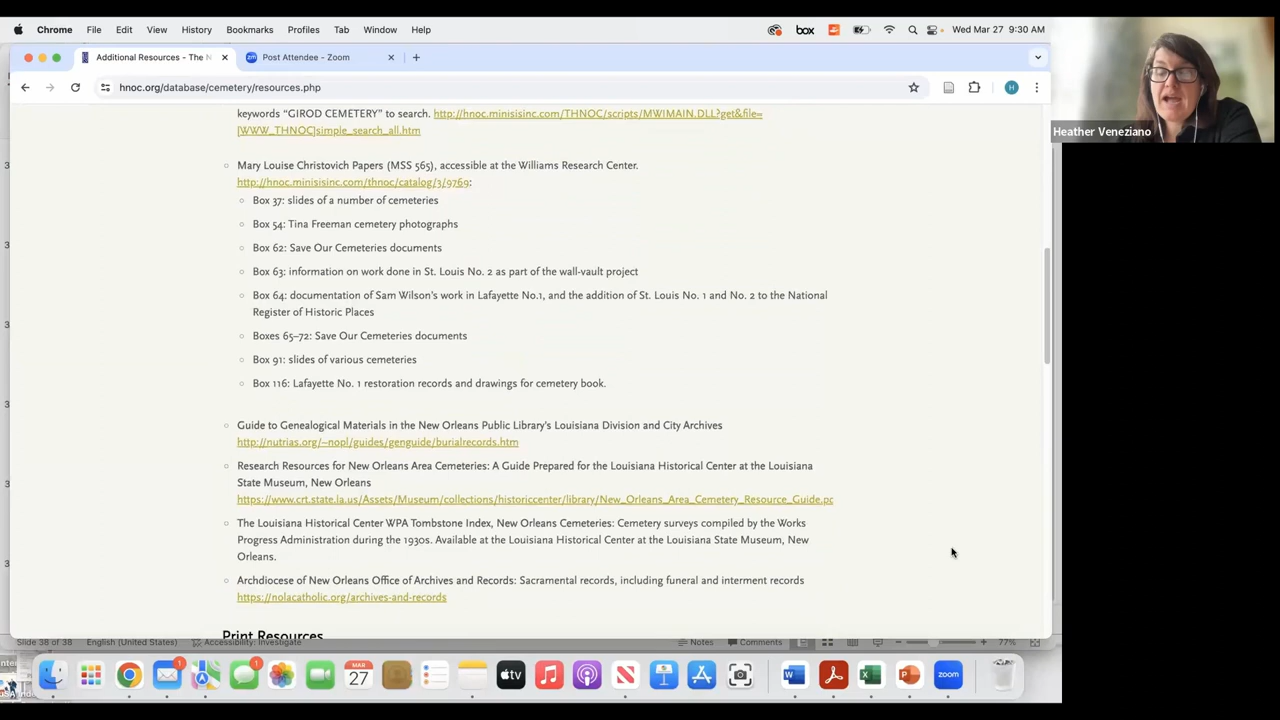 Chrome File Edit View History Bookmarks Profiles Tab Window Help box Wed Mar 27 9:30 AM
Additional Resources - The N Post Attendee - Zoom
hnoc.org/database/cemetery/resources.php
Heather Veneziano
keywords “GIROD CEMETERY” to search. http://hnoc.minisisinc.com/THNOC/scripts/MWIMAIN.DLL?get&file=
[WWW_THNOC]simple_search_all.htm
Mary Louise Christovich Papers (MSS 565), accessible at the Williams Research Center.
http://hnoc.minisisinc.com/thnoc/catalog/3/9769:
Box 37: slides of a number of cemeteries
Box 54: Tina Freeman cemetery photographs
Box 62: Save Our Cemeteries documents
Box 63: information on work done in St. Louis No. 2 as part of the wall-vault project
Box 64: documentation of Sam Wilson’s work in Lafayette No.1, and the addition of St. Louis No. 1 and No. 2 to the National
Register of Historic Places
Boxes 65–72: Save Our Cemeteries documents
Box 91: slides of various cemeteries
Box 116: Lafayette No. 1 restoration records and drawings for cemetery book.
Guide to Genealogical Materials in the New Orleans Public Library’s Louisiana Division and City Archives
http://nutrias.org/~nopl/guides/genguide/burialrecords.htm
Research Resources for New Orleans Area Cemeteries: A Guide Prepared for the Louisiana Historical Center at the Louisiana
State Museum, New Orleans
https://www.crt.state.la.us/Assets/Museum/collections/historiccenter/library/New_Orleans_Area_Cemetery_Resource_Guide.pc
The Louisiana Historical Center WPA Tombstone Index, New Orleans Cemeteries: Cemetery surveys compiled by the Works
Progress Administration during the 1930s. Available at the Louisiana Historical Center at the Louisiana State Museum, New
Orleans.
Archdiocese of New Orleans Office of Archives and Records: Sacramental records, including funeral and interment records
https://nolacatholic.org/archives-and-records
Print Resources
Slide 38 of 38 English (United States) Accessibility: Investigate Notes Comments 77%
1 1 MAR 27 tv W X P zoom